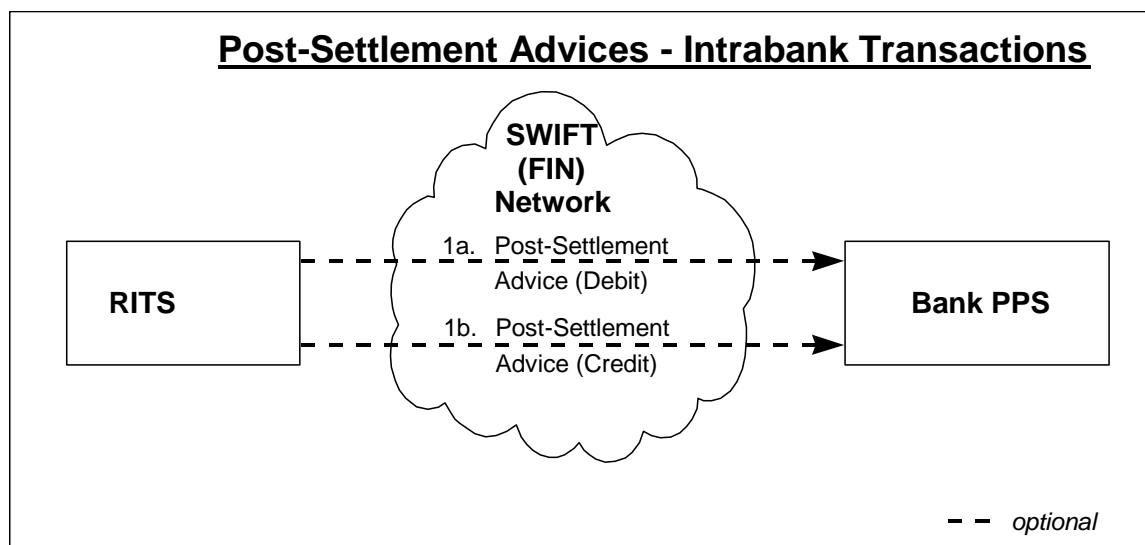 Post-Settlement Advices - Intrabank Transactions
SWIFT
(FIN)
Network
1a. Post-Settlement
Advice (Debit)
RITS
Bank PPS
1b. Post-Settlement
Advice (Credit)
optional